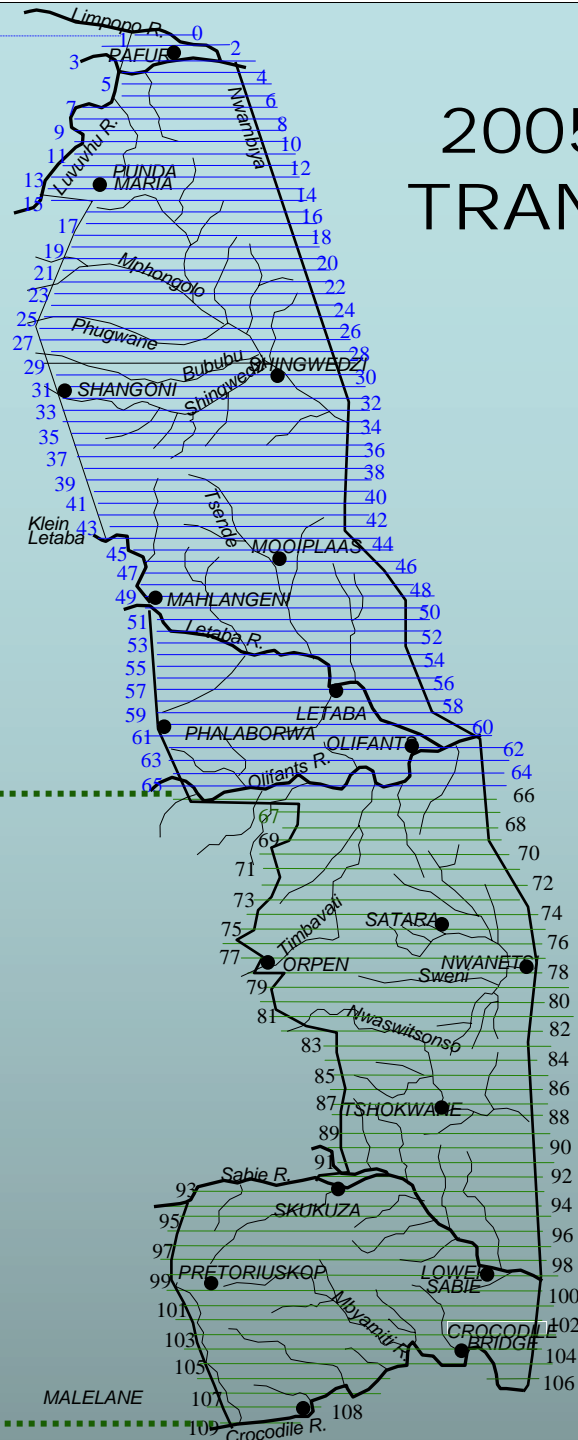 Limpopo R.
0
1
2
PAFURI
3
4
5
6
Nwambiya
7
8
2005
TRAN
9
10
Luvuvhu R.
11
12
PUNDA
MARIA
13
14
15
16
17
18
19
20
Mphongolo
21
22
23
24
25
26
Phugwane
27
28
Bububu
29
SHINGWEDZI
30
Shingwedzi
31
SHANGONI
32
33
34
35
36
37
38
39
40
Tsende
41
42
Klein
Letaba
43
44
MOOIPLAAS
45
46
47
48
49
MAHLANGENI
50
51
Letaba R.
52
53
54
55
56
57
58
LETABA
59
60
61
PHALABORWA
OLIFANTS
62
63
64
Olifants R.
65
66
67
68
69
70
71
72
73
74
SATARA
75
Timbavati
76
77
ORPEN
NWANETSI
78
Sweni
79
80
81
Nwaswitsonso
82
83
84
85
86
87
TSHOKWANE
88
89
90
91
92
Sabie R.
93
94
SKUKUZA
95
96
97
98
PRETORIUSKOP
99
LOWER
SABIE
100
101
Mbyamiti R.
102
CROCODILE
BRIDGE
103
104
105
106
MALELANE
107
108
109
Crocodile R.